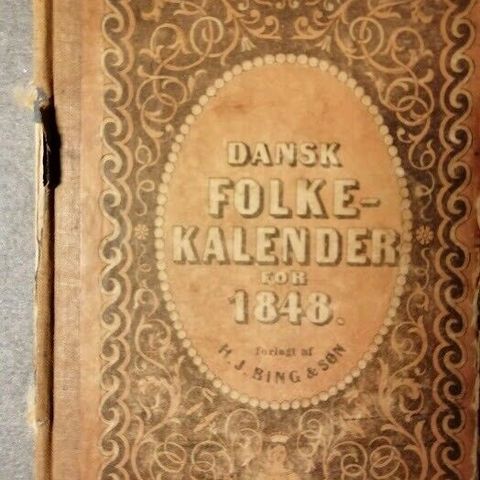 DANSK
FOLKE-
KALENDER
FOR
1848.
forlagt af
H. J. BING & SØN